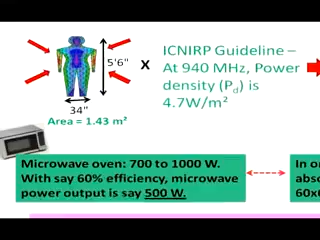 5'6"
34"
Area = 1.43 m²
X
ICNIRP Guideline –
At 940 MHz, Power
density (Pd) is
4.7W/m²
Microwave oven: 700 to 1000 W.
With say 60% efficiency, microwave
power output is say 500 W.
In o
abs
60x